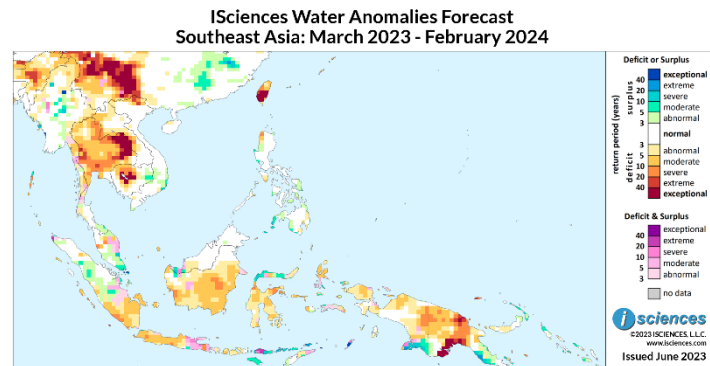 ISciences Water Anomalies Forecast
Southeast Asia: March 2023 - February 2024
Deficit or Surplus
return period (years)
surplus
deficit
exceptional
40
extreme
20
severe
10
moderate
5
abnormal
3
normal
3
abnormal
5
moderate
10
severe
20
extreme
40
exceptional
Deficit & Surplus
exceptional
40
extreme
20
severe
10
moderate
5
abnormal
3
no data
i sciences
©2023 ISCIENCES, L.L.C.
www.isciences.com
Issued June 2023